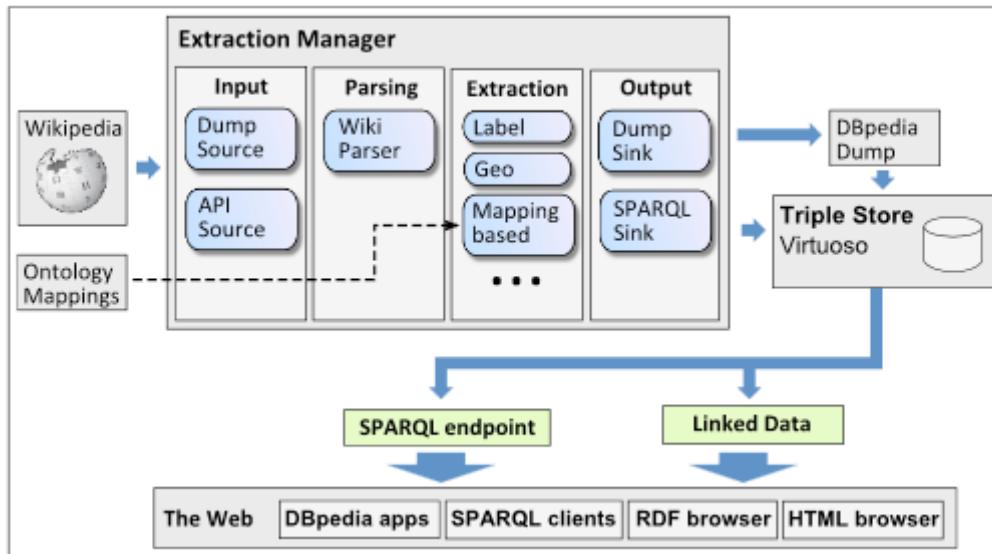 Extraction Manager
Input
Parsing
Extraction
Output
Wikipedia
Dump
Source
API
Source
Wiki
Parser
Label
Geo
Mapping
based
• • •
Dump
Sink
SPARQL
Sink
DBpedia
Dump
Triple Store
Virtuoso
Ontology
Mappings
SPARQL endpoint
Linked Data
The Web
DBpedia apps
SPARQL clients
RDF browser
HTML browser